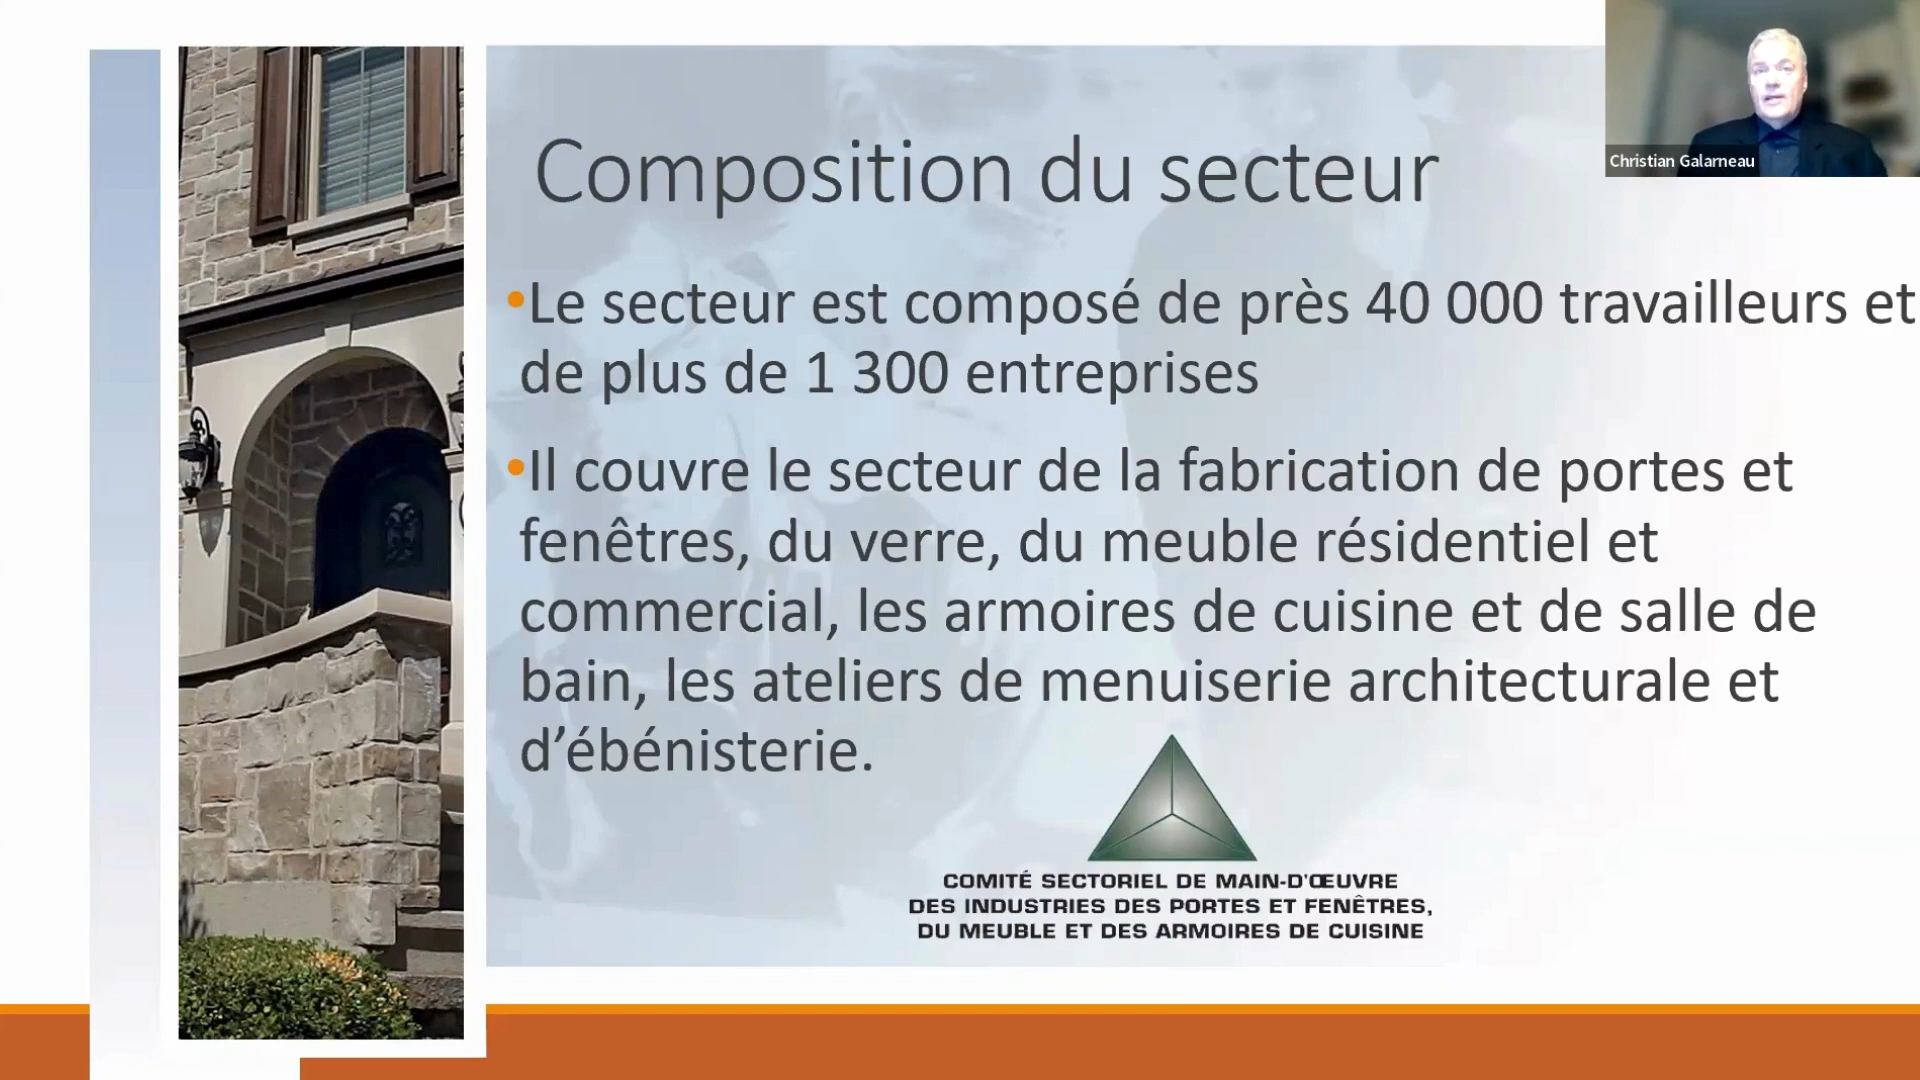 Christian Galarneau
Composition du secteur
•Le secteur est composé de près 40 000 travailleurs et
de plus de 1 300 entreprises
•Il couvre le secteur de la fabrication de portes et
fenêtres, du verre, du meuble résidentiel et
commercial, les armoires de cuisine et de salle de
bain, les ateliers de menuiserie architecturale et
d’ébénisterie.
COMITÉ SECTORIEL DE MAIN-D'ŒUVRE
DES INDUSTRIES DES PORTES ET FENÊTRES,
DU MEUBLE ET DES ARMOIRES DE CUISINE